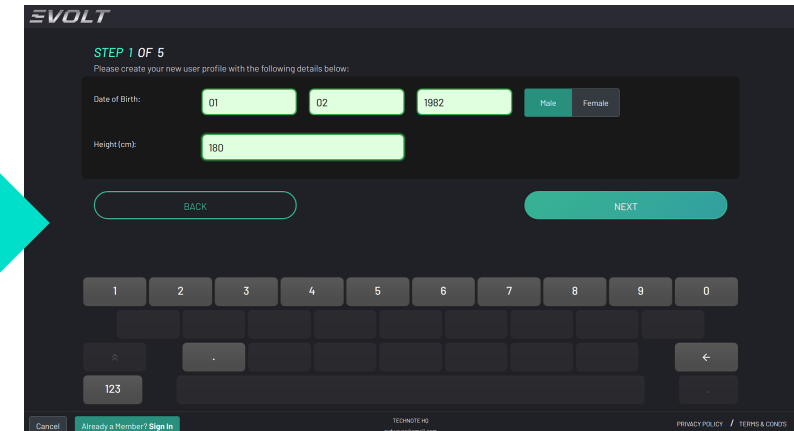 EVOLT
STEP 1 OF 5
Please create your new user profile with the following details below:
Date of Birth: 01 02 1982 Male Female
Height (cm): 180
BACK NEXT
1 2 3 4 5 6 7 8 9 0
.
123
Cancel Already a Member? Sign In TECHNOTE HQ PRIVACY POLICY / TERMS & CONDS